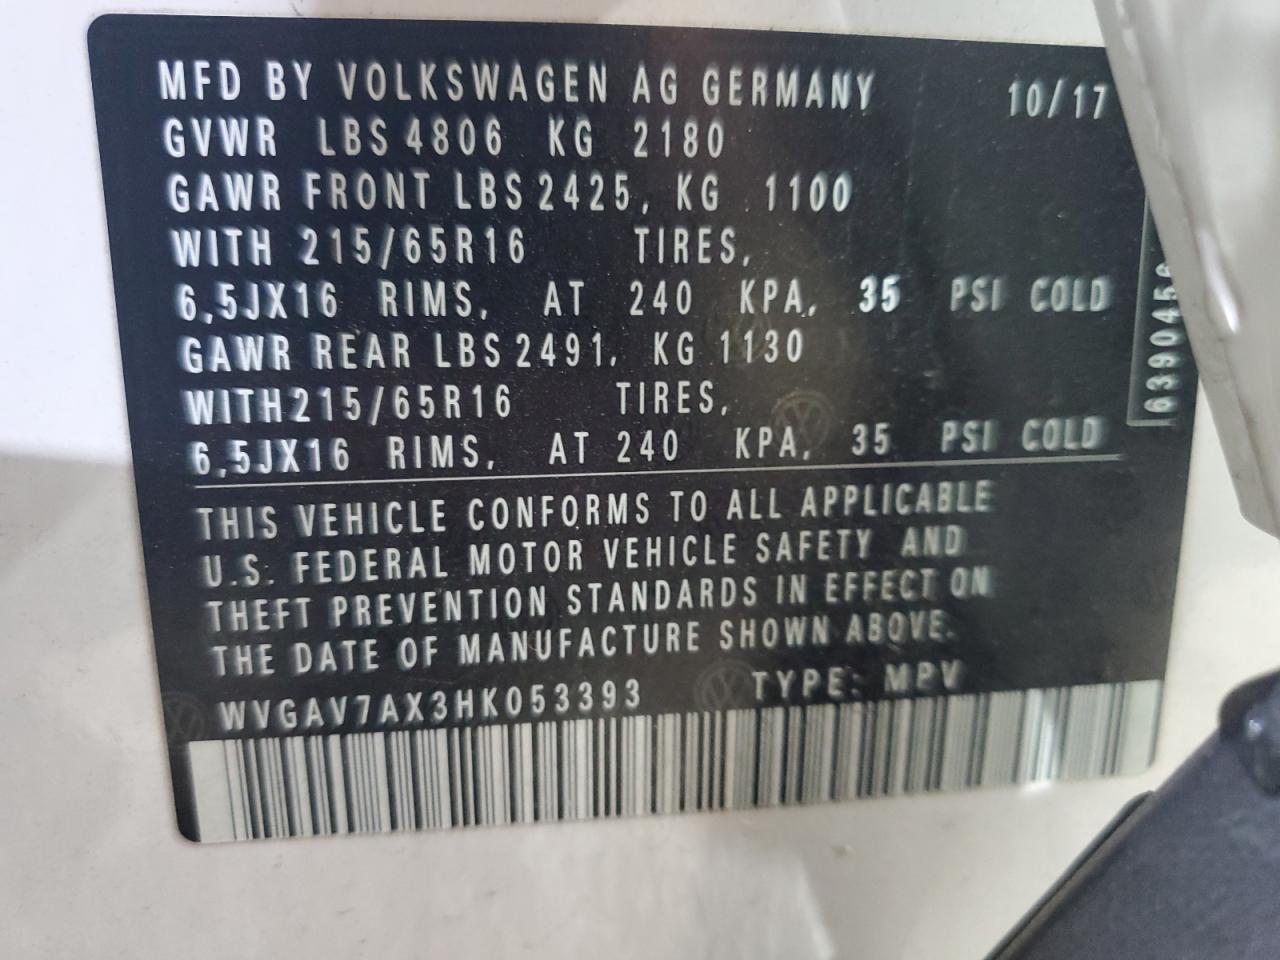 MFD BY VOLKSWAGEN AG GERMANY 10/17
GVWR LBS 4806 KG 2180
GAWR FRONT LBS 2425, KG 1100
WITH 215/65R16 TIRES,
6,5JX16 RIMS, AT 240 KPA, 35 PSI COLD
GAWR REAR LBS 2491, KG 1130
WITH 215/65R16 TIRES,
6,5JX16 RIMS, AT 240 KPA, 35 PSI COLD
THIS VEHICLE CONFORMS TO ALL APPLICABLE
U.S. FEDERAL MOTOR VEHICLE SAFETY AND
THEFT PREVENTION STANDARDS IN EFFECT ON
THE DATE OF MANUFACTURE SHOWN ABOVE.
WVGAV7AX3HK053393 TYPE: MPV